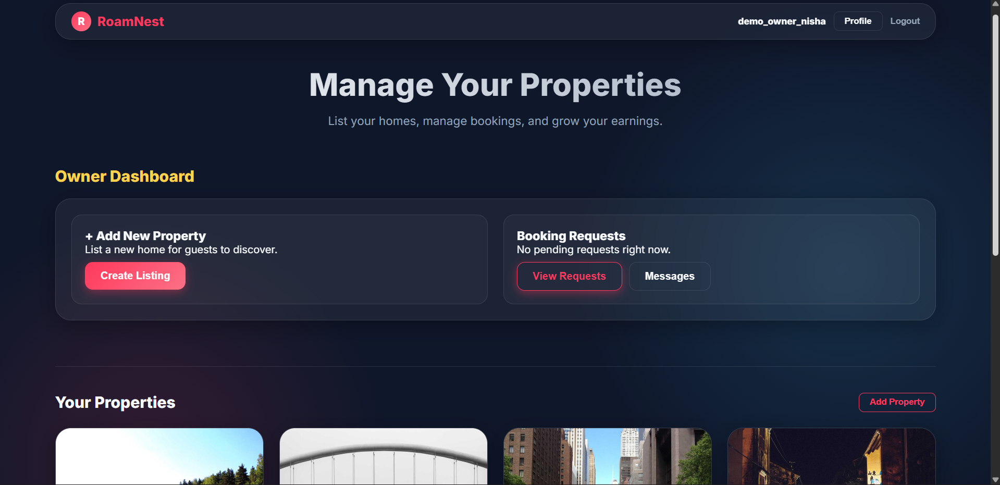 R RoamNest
demo_owner_nisha Profile Logout
Manage Your Properties
List your homes, manage bookings, and grow your earnings.
Owner Dashboard
+ Add New Property
List a new home for guests to discover.
Create Listing
Booking Requests
No pending requests right now.
View Requests Messages
Your Properties
Add Property